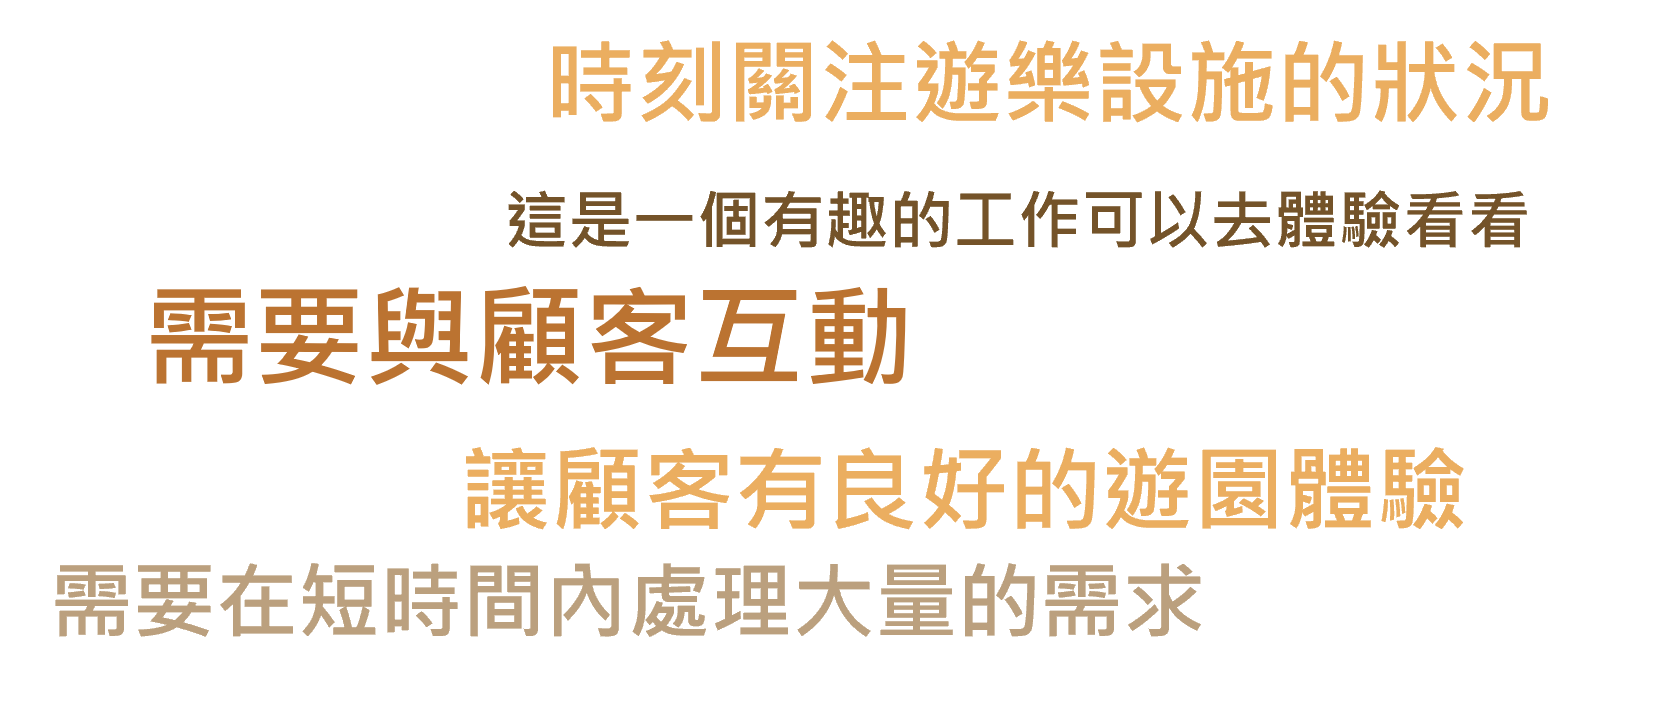 時刻關注遊樂設施的狀況
這是一個有趣的工作可以去體驗看看
需要與顧客互動
讓顧客有良好的遊園體驗
需要在短時間內處理大量的需求